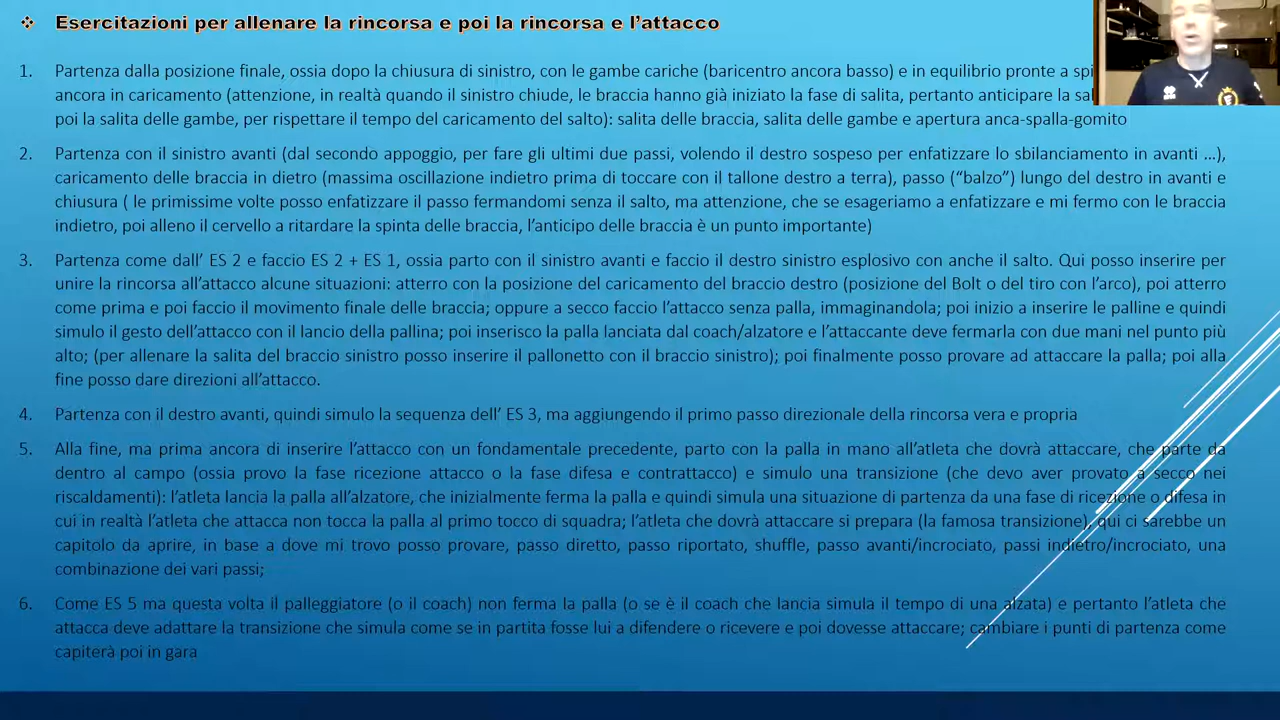 ❖ Esercitazioni per allenare la rincorsa e poi la rincorsa e l'attacco
1. Partenza dalla posizione finale, ossia dopo la chiusura di sinistro, con le gambe cariche (baricentro ancora basso) e in equilibrio pronte a
ancora in caricamento (attenzione, in realtà quando il sinistro chiude, le braccia hanno già iniziato la fase di salita, pertanto anticipare la
poi la salita delle gambe, per rispettare il tempo del caricamento del salto): salita delle braccia, salita delle gambe e apertura anca-spalla-gomito
2. Partenza con il sinistro avanti (dal secondo appoggio, per fare gli ultimi due passi, volendo il destro sospeso per enfatizzare lo sbilanciamento in avanti …),
caricamento delle braccia in dietro (massima oscillazione indietro prima di toccare con il tallone destro a terra), passo (“balzo”) lungo del destro in avanti e
chiusura ( le primissime volte posso enfatizzare il passo fermandomi senza il salto, ma attenzione, che se esageriamo a enfatizzare e mi fermo con le braccia
indietro, poi alleno il cervello a ritardare la spinta delle braccia, l'anticipo delle braccia è un punto importante)
3. Partenza come dall' ES 2 e faccio ES 2 + ES 1, ossia parto con il sinistro avanti e faccio il destro sinistro esplosivo con anche il salto. Qui posso inserire per
unire la rincorsa all'attacco alcune situazioni: atterro con la posizione del caricamento del braccio destro (posizione del Bolt o del tiro con l'arco), poi atterro
come prima e poi faccio il movimento finale delle braccia; oppure a secco faccio l'attacco senza palla, immaginandola; poi inizio a inserire le palline e quindi
simulo il gesto dell'attacco con il lancio della pallina; poi inserisco la palla lanciata dal coach/alzatore e l'attaccante deve fermarla con due mani nel punto più
alto; (per allenare la salita del braccio sinistro posso inserire il pallonetto con il braccio sinistro); poi finalmente posso provare ad attaccare la palla; poi alla
fine posso dare direzioni all'attacco.
4. Partenza con il destro avanti, quindi simulo la sequenza dell' ES 3, ma aggiungendo il primo passo direzionale della rincorsa vera e propria
5. Alla fine, ma prima ancora di inserire l'attacco con un fondamentale precedente, parto con la palla in mano all'atleta che dovrà attaccare, che parte da
dentro al campo (ossia provo la fase ricezione attacco o la fase difesa e contrattacco) e simulo una transizione (che devo aver provato a secco nei
riscaldamenti): l'atleta lancia la palla all'alzatore, che inizialmente ferma la palla e quindi simula una situazione di partenza da una fase di ricezione o difesa in
cui in realtà l'atleta che attacca non tocca la palla al primo tocco di squadra; l'atleta che dovrà attaccare si prepara (la famosa transizione), qui ci sarebbe un
capitolo da aprire, in base a dove mi trovo posso provare, passo diretto, passo riportato, shuffle, passo avanti/incrociato, passi indietro/incrociato, una
combinazione dei vari passi;
6. Come ES 5 ma questa volta il palleggiatore (o il coach) non ferma la palla (o se è il coach che lancia simula il tempo di una alzata) e pertanto l'atleta che
attacca deve adattare la transizione che simula come se in partita fosse lui a difendere o ricevere e poi dovesse attaccare; cambiare i punti di partenza come
capiterà poi in gara